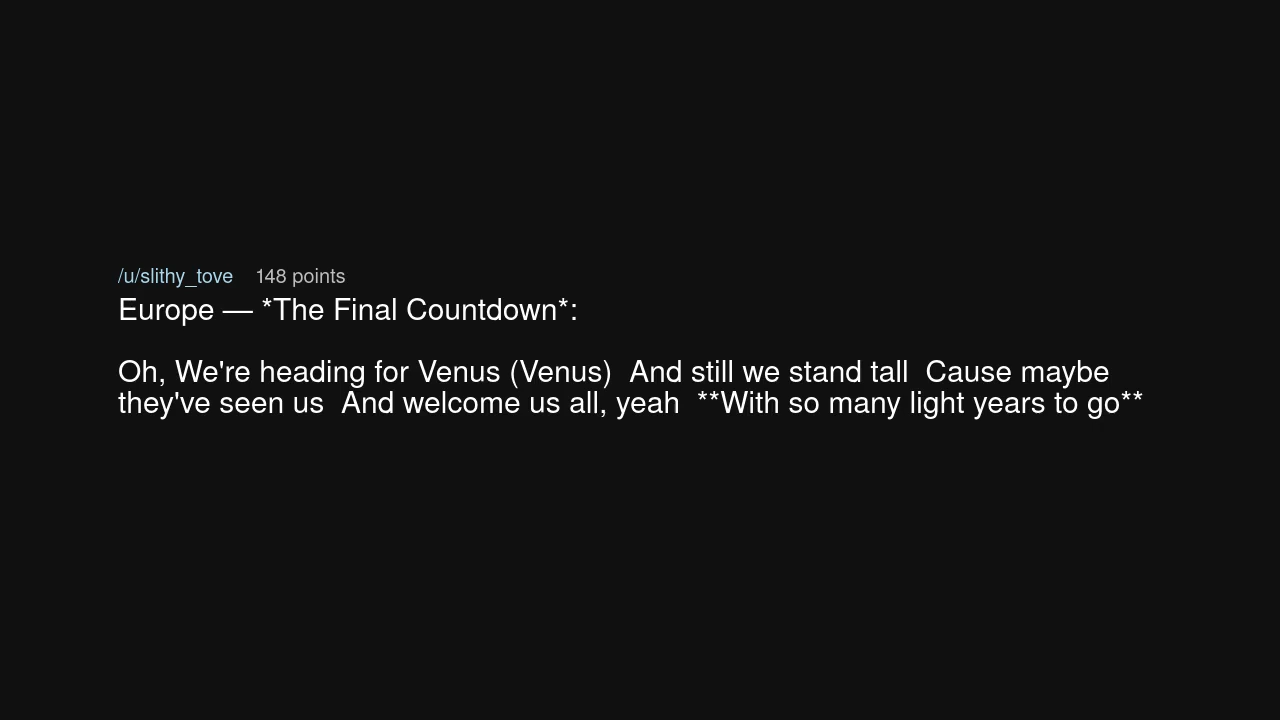 /u/slithy_tove 148 points
Europe — *The Final Countdown*:
Oh, We're heading for Venus (Venus)  And still we stand tall  Cause maybe
they've seen us  And welcome us all, yeah  **With so many light years to go**